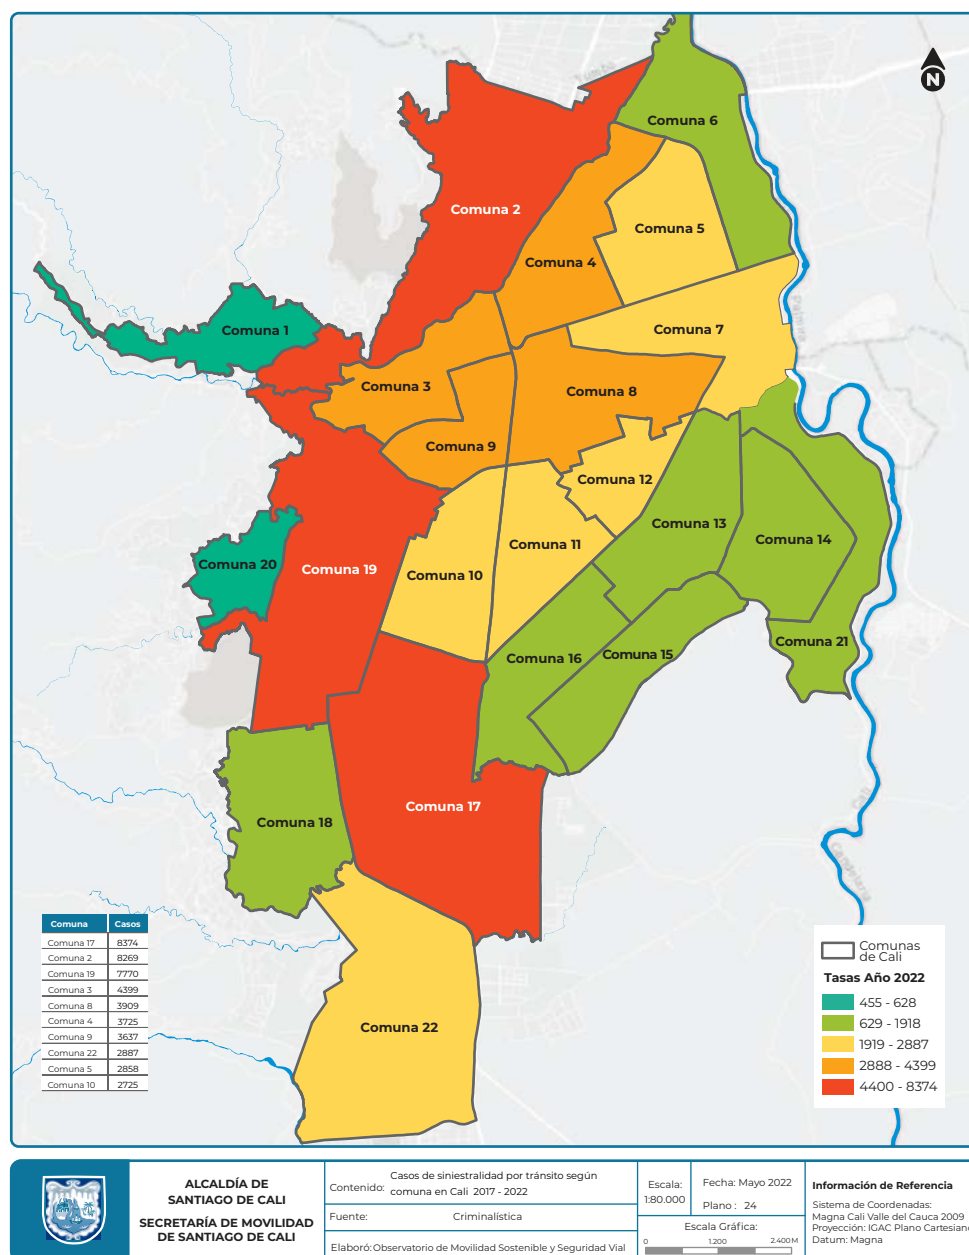 N
Yumbo
Comuna 6
Comuna 2
Comuna 5
Comuna 4
Palmira
Comuna 1
Comuna 7
Comuna 3
Comuna 8
Comuna 9
Comuna 12
Comuna 13
Comuna 14
Comuna 11
Comuna 20
Comuna 19
Comuna 10
Comuna 21
Comuna 15
Comuna 16
Cali
Candelaria
Comuna 17
Comuna 18
Comuna 22
Comuna Casos
Comuna 17 8374
Comuna 2 8269
Comuna 19 7770
Comuna 3 4399
Comuna 8 3909
Comuna 4 3725
Comuna 9 3637
Comuna 22 2887
Comuna 5 2858
Comuna 10 2725
Comunas
de Cali
Tasas Año 2022
455 - 628
629 - 1918
1919 - 2887
2888 - 4399
4400 - 8374
ALCALDÍA DE
SANTIAGO DE CALI
SECRETARÍA DE MOVILIDAD
DE SANTIAGO DE CALI
Contenido: Casos de siniestralidad por tránsito según
comuna en Cali 2017 - 2022
Fuente: Criminalística
Elaboró: Observatorio de Movilidad Sostenible y Seguridad Vial
Escala:
1:80.000
Fecha: Mayo 2022
Plano : 24
Escala Gráfica:
0 1.200 2.400 M
Información de Referencia
Sistema de Coordenadas:
Magna Cali Valle del Cauca 2009
Proyección: IGAC Plano Cartesiano
Datum: Magna